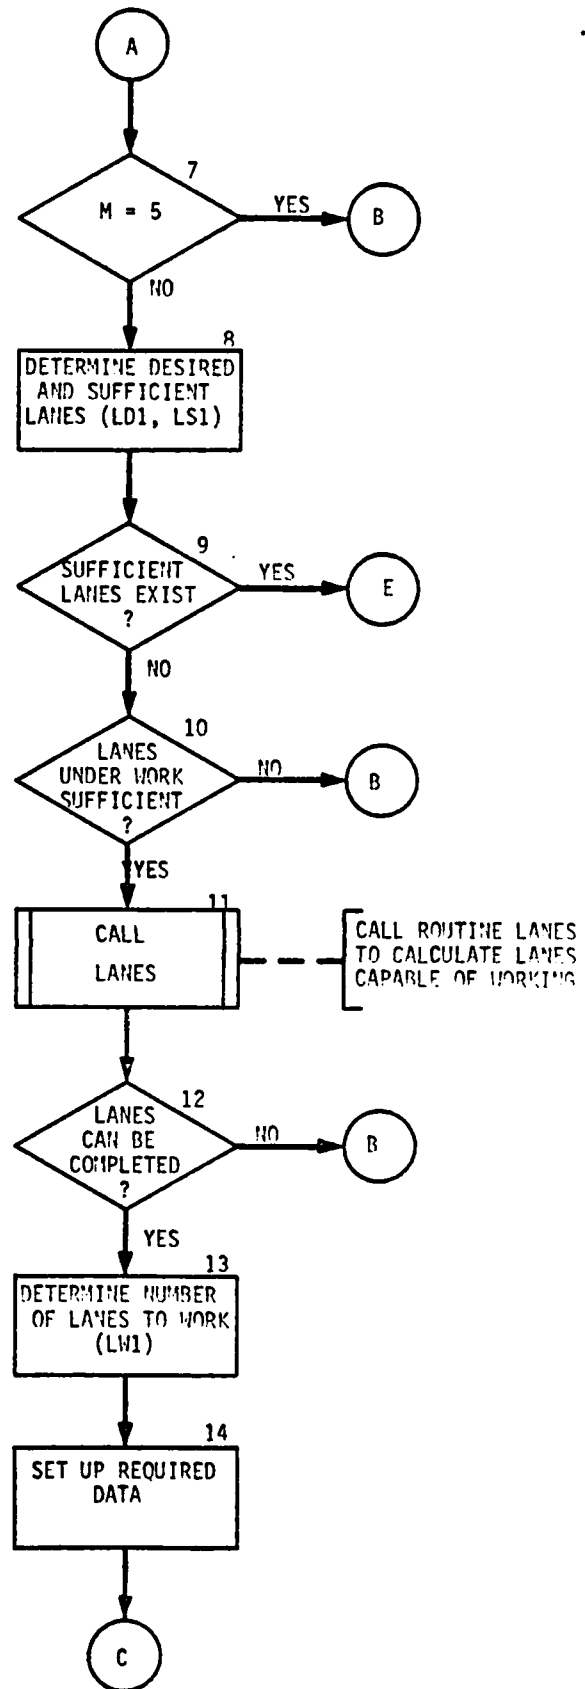 A
7
M = 5
YES
B
NO
8
DETERMINE DESIRED
AND SUFFICIENT
LANES (LD1, LS1)
9
SUFFICIENT
LANES EXIST
?
YES
E
NO
10
LANES
UNDER WORK
SUFFICIENT
?
NO
B
YES
11
CALL
LANES
CALL ROUTINE LANES
TO CALCULATE LANES
CAPABLE OF WORKING
12
LANES
CAN BE
COMPLETED
?
NO
B
YES
13
DETERMINE NUMBER
OF LANES TO WORK
(LW1)
14
SET UP REQUIRED
DATA
C